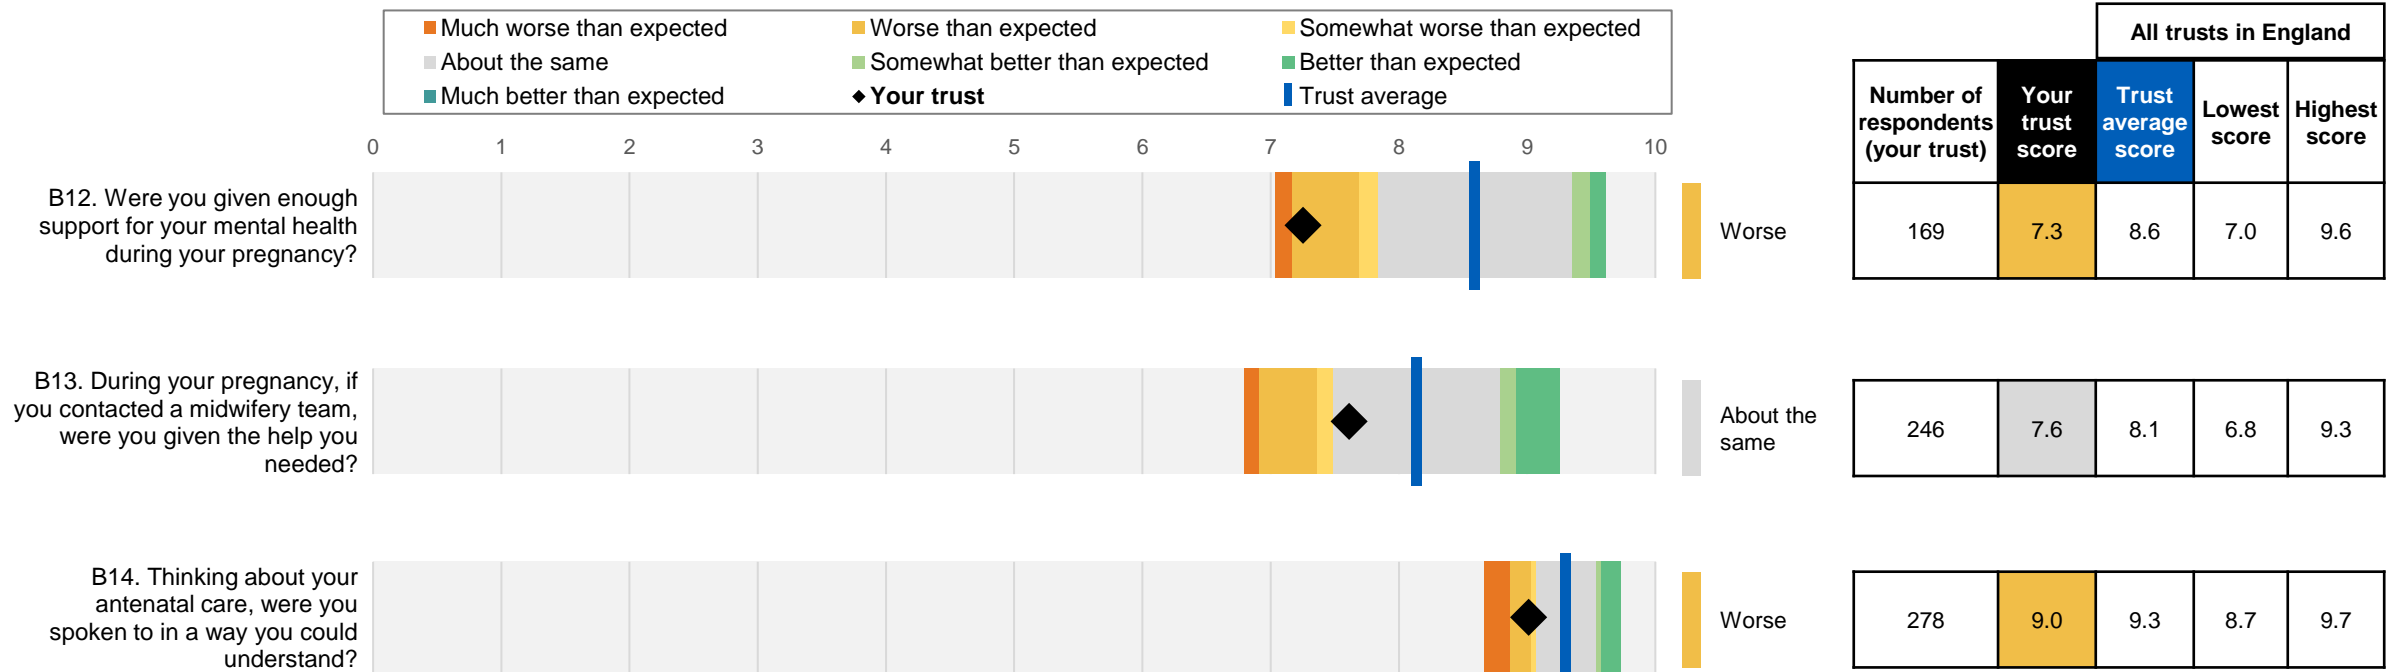 Much worse than expected
Worse than expected
Somewhat worse than expected
About the same
Somewhat better than expected
Better than expected
Much better than expected
Your trust
Trust average
All trusts in England
Number of
respondents
(your trust)
Your
trust
score
Trust
average
score
Lowest
score
Highest
score
0 1 2 3 4 5 6 7 8 9 10
B12. Were you given enough
support for your mental health
during your pregnancy?
Worse
169 7.3 8.6 7.0 9.6
B13. During your pregnancy, if
you contacted a midwifery team,
were you given the help you
needed?
About the
same
246 7.6 8.1 6.8 9.3
B14. Thinking about your
antenatal care, were you
spoken to in a way you could
understand?
Worse
278 9.0 9.3 8.7 9.7